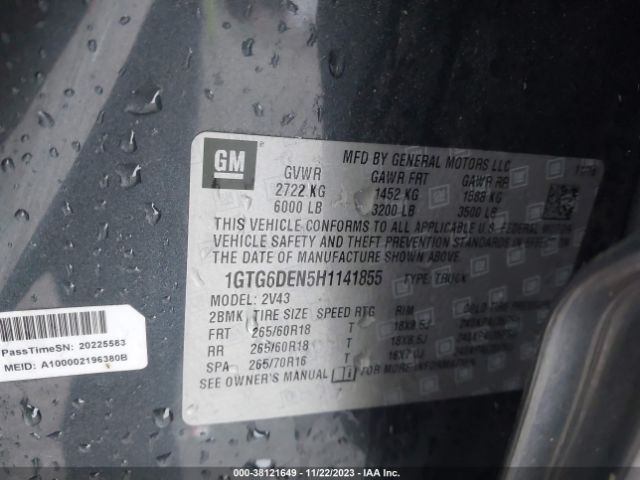 GM
MFD BY GENERAL MOTORS LLC
GVWR GAWR FRT GAWR RR
2722 KG 1452 KG 1588 KG
6000 LB 3200 LB 3500 LB
THIS VEHICLE CONFORMS TO ALL APPLICABLE U.S. FEDERAL MOTOR
VEHICLE SAFETY AND THEFT PREVENTION STANDARDS IN EFFECT ON
THE DATE OF MANUFACTURE SHOWN ABOVE.
1GTG6DEN5H1141855 TYPE: TRUCK
MODEL: 2V43
2BMK TIRE SIZE SPEED RTG RIM COLD TIRE PRESSURE
FRT 265/60R18 T 18X8.5J
RR 265/60R18 T 18X8.5J
SPA 265/70R16 T 16X7.0J
SEE OWNER'S MANUAL FOR MORE INFORMATION.
PassTimeSN: 20225583
MEID: A100002196380B
000-38121649 - 11/22/2023 - IAA Inc.